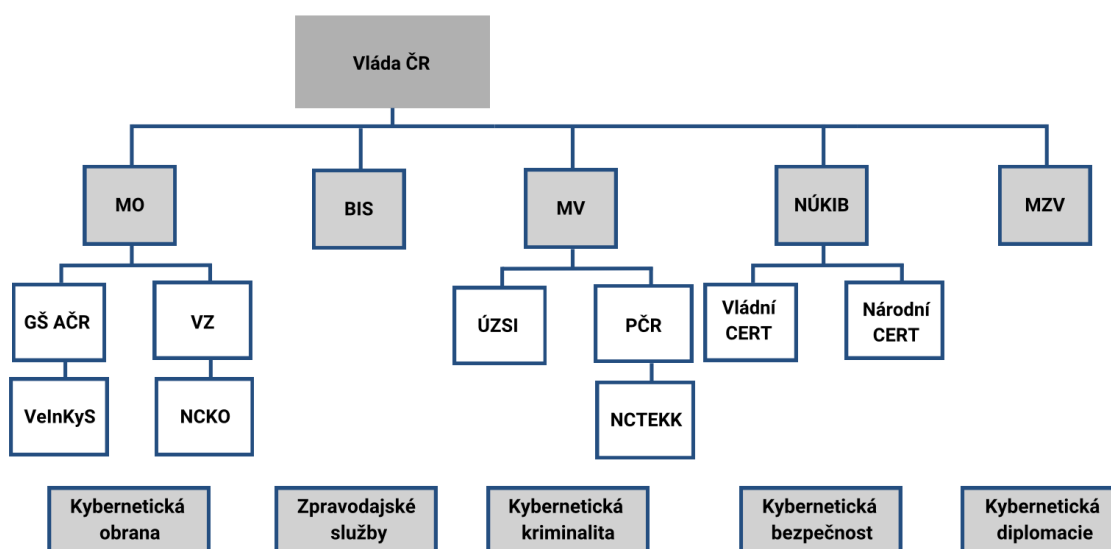 Vláda ČR
MO
BIS
MV
NÚKIB
MZV
GŠ AČR
VZ
ÚZSI
PČR
Vládní
CERT
Národní
CERT
VeInKyS
NCKO
NCTEKK
Kybernetická
obrana
Zpravodajské
služby
Kybernetická
kriminalita
Kybernetická
bezpečnost
Kybernetická
diplomacie